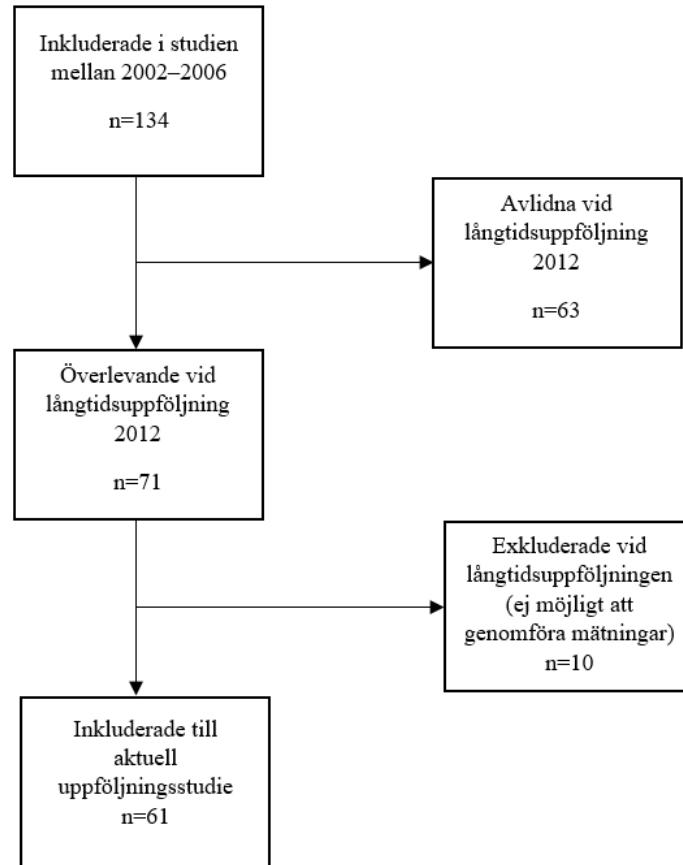 Inkluderade i studien
mellan 2002–2006
n=134
Avlidna vid
långtidsuppföljning
2012
n=63
Överlevande vid
långtidsuppföljning
2012
n=71
Exkluderade vid
långtidsuppföljningen
(ej möjligt att
genomföra mätningar)
n=10
Inkluderade till
aktuell
uppföljningsstudie
n=61